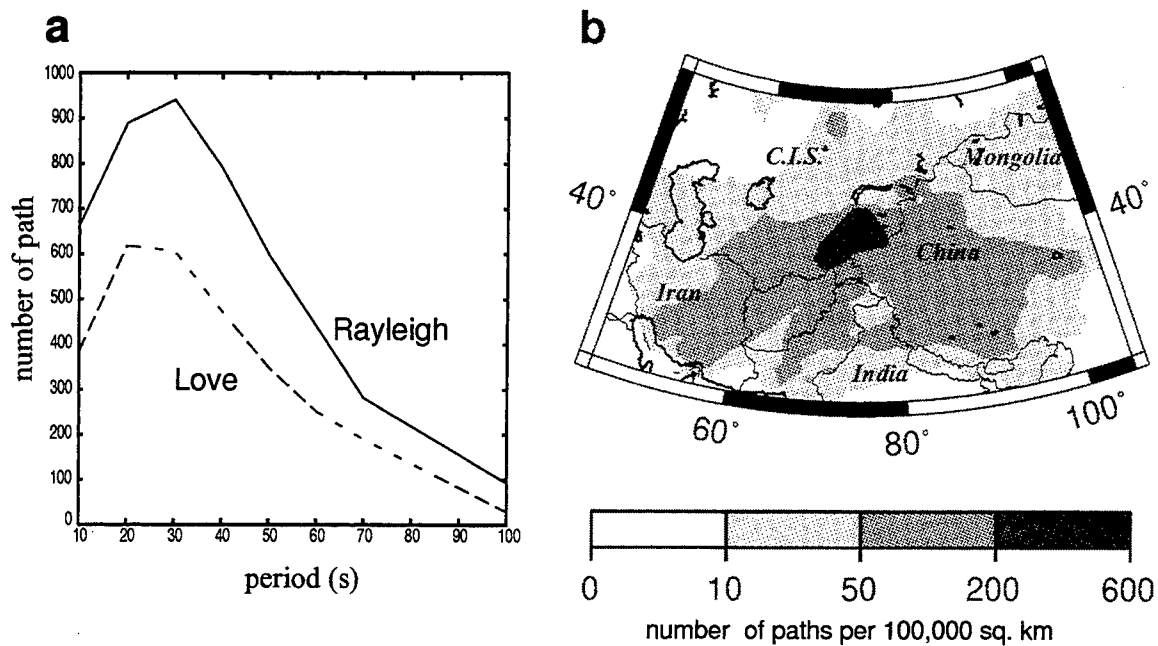 a
1000
900
800
700
600
500
400
300
200
100
0
10 20 30 40 50 60 70 80 90 100
number of path
period (s)
Rayleigh
Love
b
C.I.S.
Mongolia
China
Iran
India
40°
40°
60°
80°
100°
0 10 50 200 600
number of paths per 100,000 sq. km